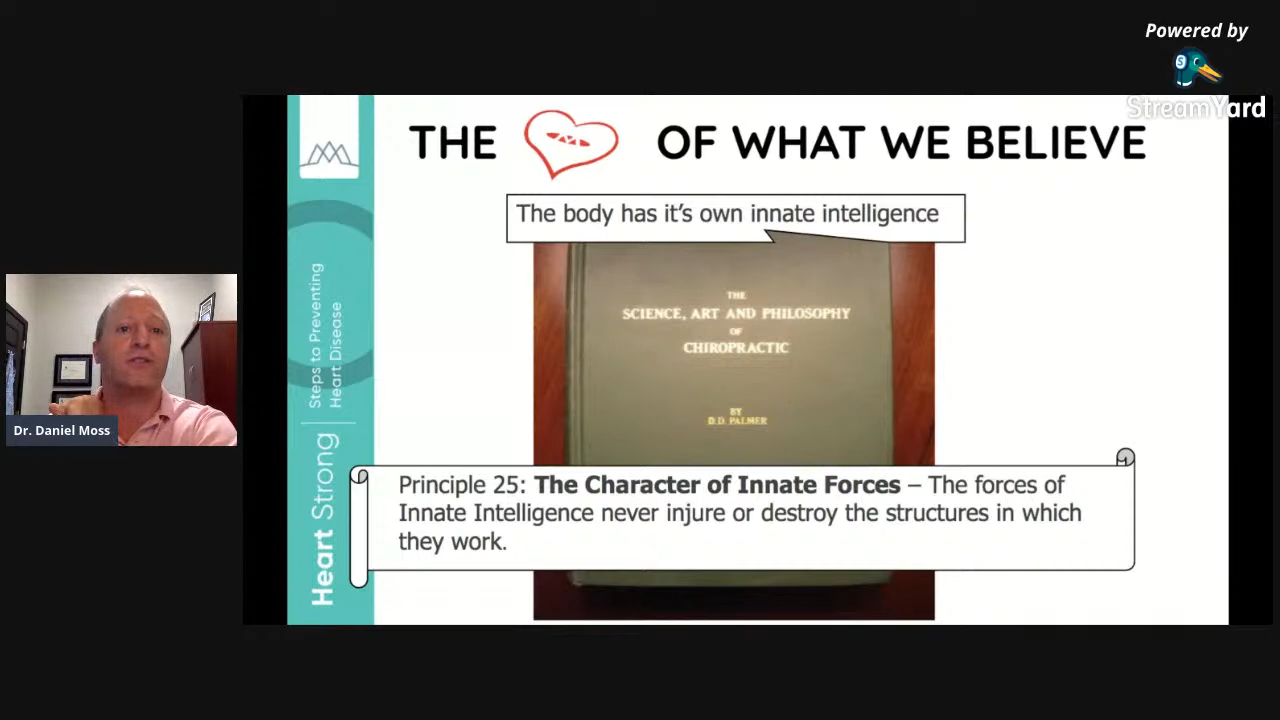 Powered by
StreamYard
THE OF WHAT WE BELIEVE
The body has it's own innate intelligence
THE
SCIENCE, ART AND PHILOSOPHY
OF
CHIROPRACTIC
BY
D.D. PALMER
Principle 25: The Character of Innate Forces – The forces of
Innate Intelligence never injure or destroy the structures in which
they work.
Heart Strong
Steps to Preventing
Heart Disease
Dr. Daniel Moss